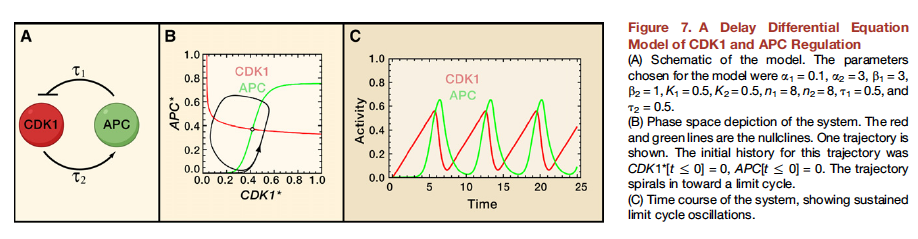 A
τ1
CDK1
APC
τ2
B
1.0
0.8
0.6
0.4
0.2
0.0
APC*
CDK1
APC
0.0 0.2 0.4 0.6 0.8 1.0
CDK1*
C
Activity
1.0
0.8
0.6
0.4
0.2
0.0
CDK1
APC
0 5 10 15 20 25
Time
Figure 7. A Delay Differential Equation
Model of CDK1 and APC Regulation
(A) Schematic of the model. The parameters
chosen for the model were α1 = 0.1, α2 = 3, β1 = 3,
β2 = 1, K1 = 0.5, K2 = 0.5, n1 = 8, n2 = 8, τ1 = 0.5, and
τ2 = 0.5.
(B) Phase space depiction of the system. The red
and green lines are the nullclines. One trajectory is
shown. The initial history for this trajectory was
CDK1*[t ≤ 0] = 0, APC[t ≤ 0] = 0. The trajectory
spirals in toward a limit cycle.
(C) Time course of the system, showing sustained
limit cycle oscillations.